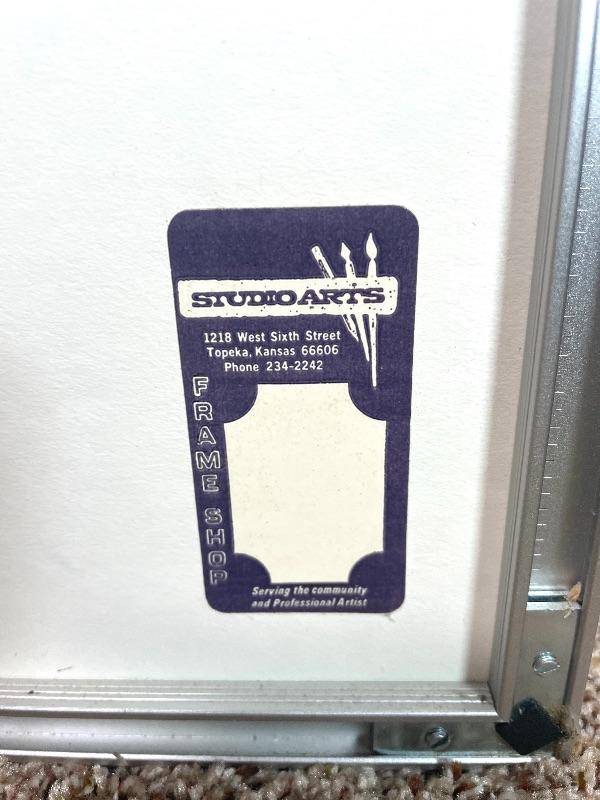 STUDIO ARTS
1218 West Sixth Street
Topeka, Kansas 66606
Phone 234-2242
FRAME SHOP
Serving the community
and Professional Artist